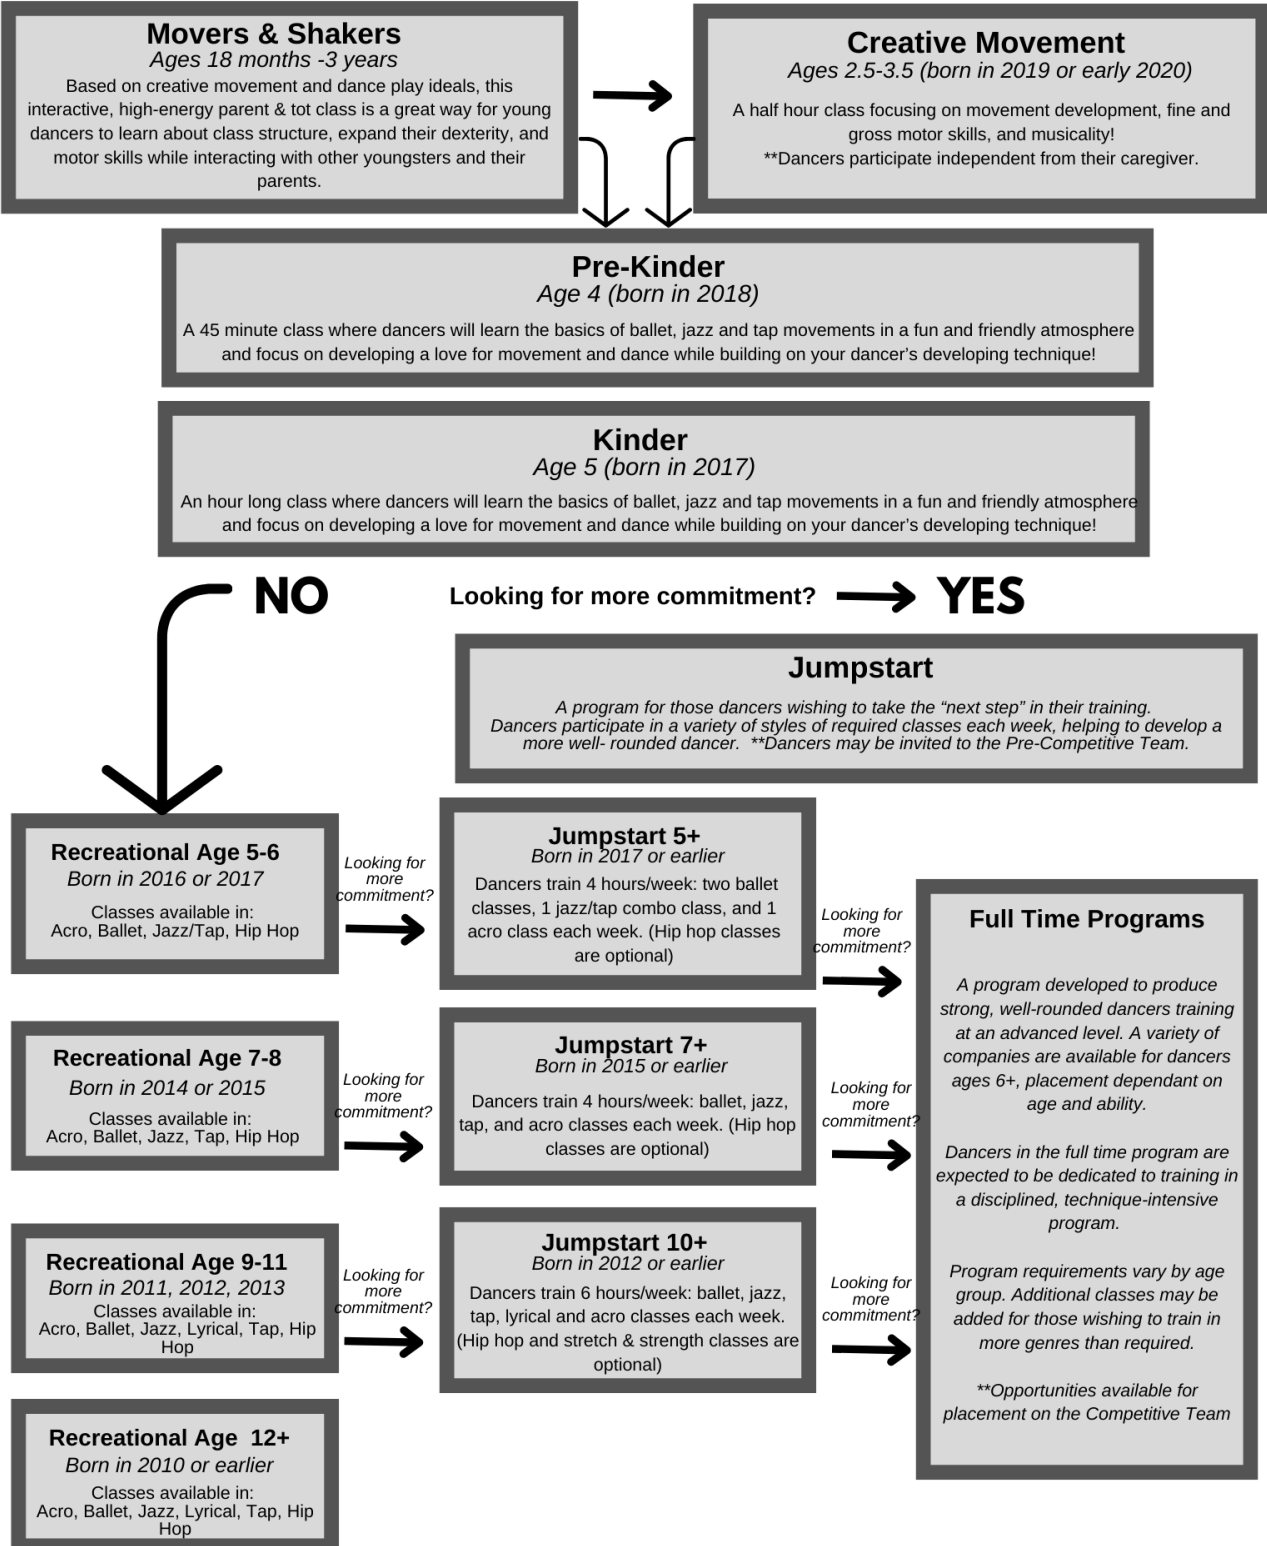 Movers & Shakers
Ages 18 months -3 years
Based on creative movement and dance play ideals, this
interactive, high-energy parent & tot class is a great way for young
dancers to learn about class structure, expand their dexterity, and
motor skills while interacting with other youngsters and their
parents.
Creative Movement
Ages 2.5-3.5 (born in 2019 or early 2020)
A half hour class focusing on movement development, fine and
gross motor skills, and musicality!
**Dancers participate independent from their caregiver.
Pre-Kinder
Age 4 (born in 2018)
A 45 minute class where dancers will learn the basics of ballet, jazz and tap movements in a fun and friendly atmosphere
and focus on developing a love for movement and dance while building on your dancer’s developing technique!
Kinder
Age 5 (born in 2017)
An hour long class where dancers will learn the basics of ballet, jazz and tap movements in a fun and friendly atmosphere
and focus on developing a love for movement and dance while building on your dancer’s developing technique!
NO
Looking for more commitment?
YES
Jumpstart
A program for those dancers wishing to take the “next step” in their training.
Dancers participate in a variety of styles of required classes each week, helping to develop a
more well- rounded dancer. **Dancers may be invited to the Pre-Competitive Team.
Recreational Age 5-6
Born in 2016 or 2017
Classes available in:
Acro, Ballet, Jazz/Tap, Hip Hop
Looking for
more
commitment?
Jumpstart 5+
Born in 2017 or earlier
Dancers train 4 hours/week: two ballet
classes, 1 jazz/tap combo class, and 1
acro class each week. (Hip hop classes
are optional)
Looking for
more
commitment?
Recreational Age 7-8
Born in 2014 or 2015
Classes available in:
Acro, Ballet, Jazz, Tap, Hip Hop
Looking for
more
commitment?
Jumpstart 7+
Born in 2015 or earlier
Dancers train 4 hours/week: ballet, jazz,
tap, and acro classes each week. (Hip hop
classes are optional)
Looking for
more
commitment?
Recreational Age 9-11
Born in 2011, 2012, 2013
Classes available in:
Acro, Ballet, Jazz, Lyrical, Tap, Hip
Hop
Looking for
more
commitment?
Jumpstart 10+
Born in 2012 or earlier
Dancers train 6 hours/week: ballet, jazz,
tap, lyrical and acro classes each week.
(Hip hop and stretch & strength classes are
optional)
Looking for
more
commitment?
Recreational Age 12+
Born in 2010 or earlier
Classes available in:
Acro, Ballet, Jazz, Lyrical, Tap, Hip
Hop
Full Time Programs
A program developed to produce
strong, well-rounded dancers training
at an advanced level. A variety of
companies are available for dancers
ages 6+, placement dependant on
age and ability.
Dancers in the full time program are
expected to be dedicated to training in
a disciplined, technique-intensive
program.
Program requirements vary by age
group. Additional classes may be
added for those wishing to train in
more genres than required.
**Opportunities available for
placement on the Competitive Team